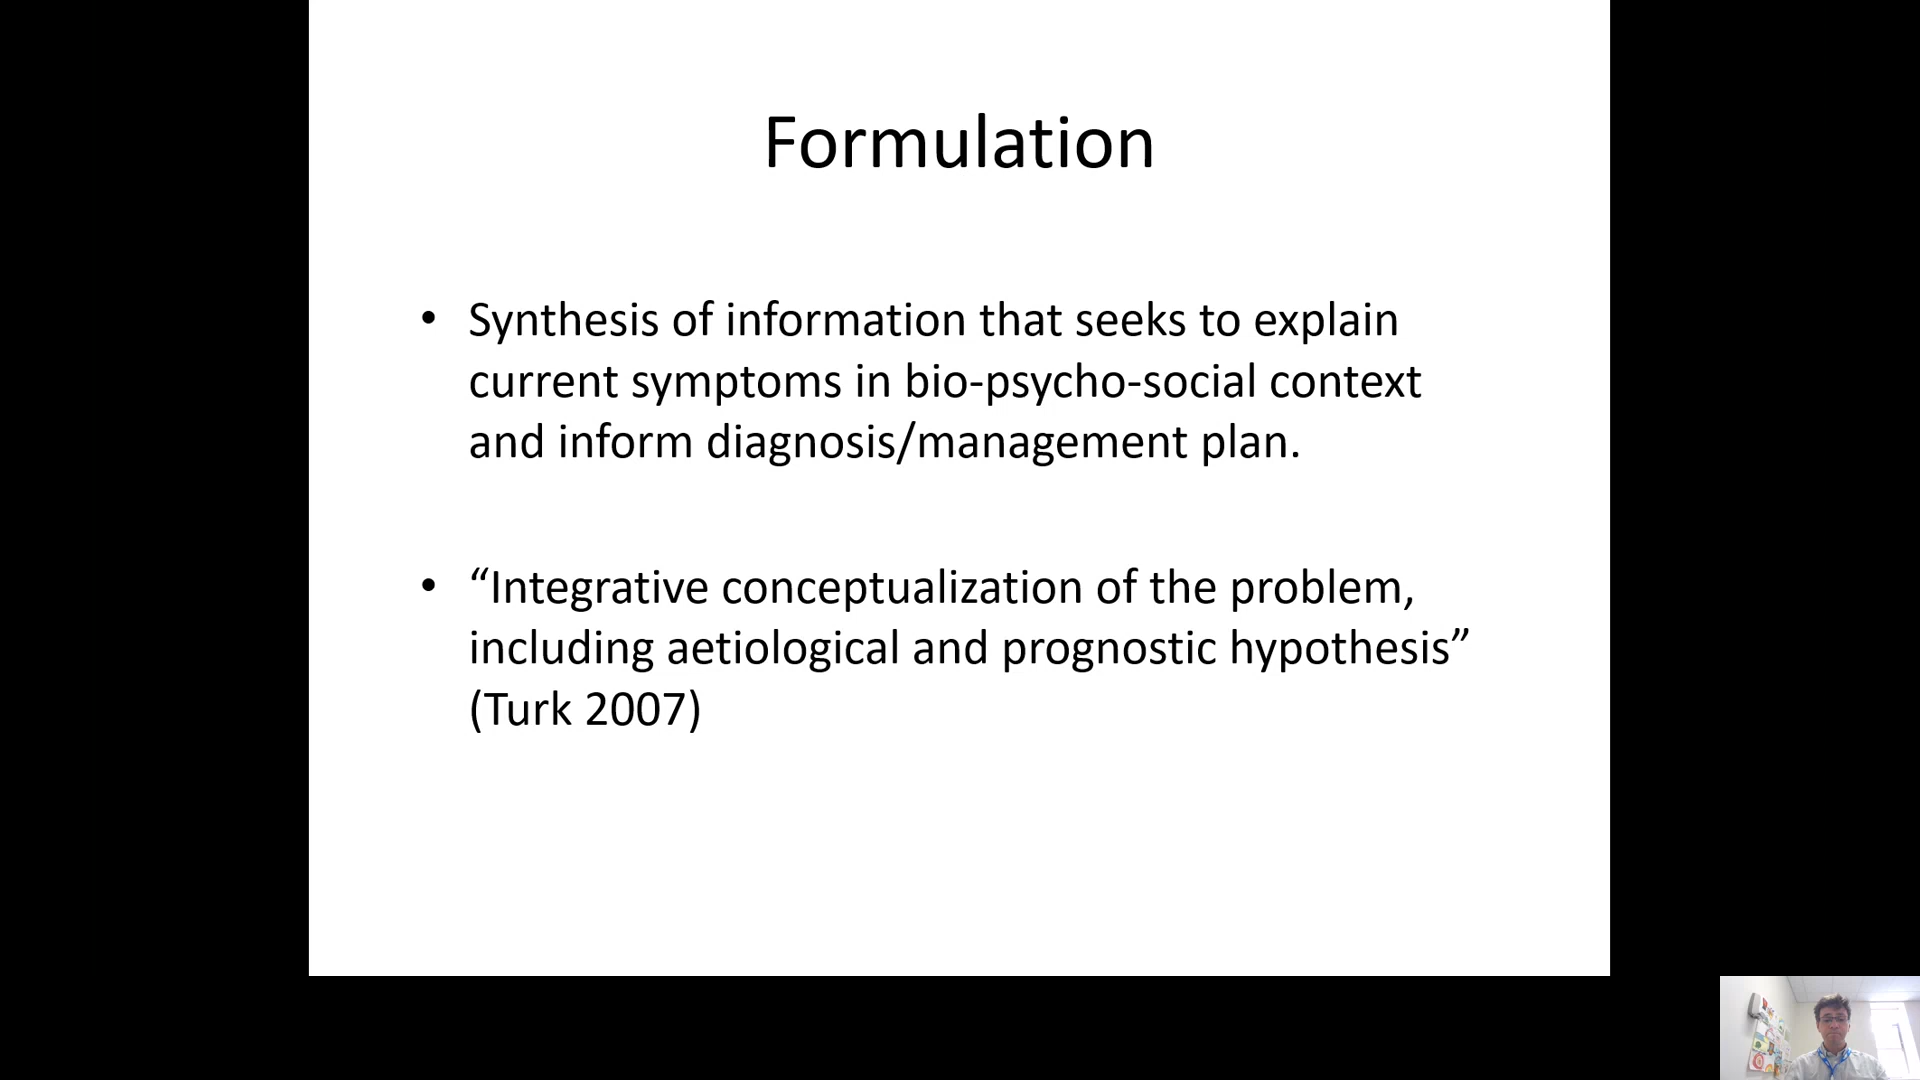 Formulation
• Synthesis of information that seeks to explain
current symptoms in bio-psycho-social context
and inform diagnosis/management plan.
• “Integrative conceptualization of the problem,
including aetiological and prognostic hypothesis”
(Turk 2007)